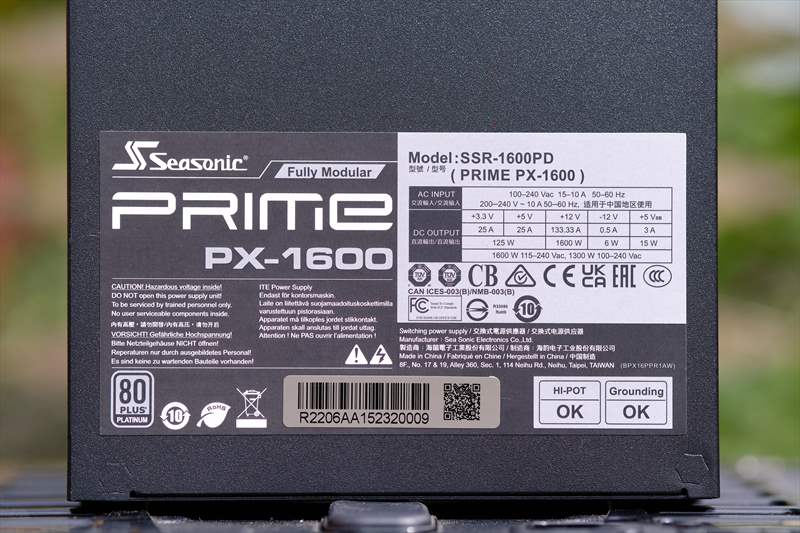 Seasonic®
Fully Modular
PRIME
PX-1600
Model : SSR-1600PD
型號 / 型号 ( PRIME PX-1600 )
AC INPUT 100-240 Vac 15-10 A 50-60 Hz
交流輸入/交流输入 200-240 V ~ 10 A 50-60 Hz, 适用于中国地区使用
DC OUTPUT +3.3 V +5 V +12 V -12 V +5 VSB
直流輸出/直流输出 25 A 25 A 133.33 A 0.5 A 3 A
125 W 1600 W 6 W 15 W
1600 W 115-240 Vac, 1300 W 100-240 Vac
CB CE UK CA EAC CCC
CAN ICES-003(B)/NMB-003(B)
FC
10
CAUTION! Hazardous voltage inside!
DO NOT open this power supply unit!
To be serviced by trained personnel only.
No user serviceable components inside.
內有高壓，請勿開啓/内有高压，请勿开启
VORSICHT! Gefährliche Hochspannung!
Bitte Netzteilgehäuse NICHT öffnen!
Reperaturen nur durch ausgebildetes Personal!
Es sind keine zu wartenden Bauteile enthalten.
ITE Power Supply
Endast för kontorsmaskin.
Laite on liitettävä suojamaadoituskoskettimilla
varustettuun pistorasiaan.
Apparatet må tilkoples jordet stikkontakt.
Apparaten skall anslutas till jordat uttag.
Attention ! Ne PAS ouvrir l'alimentation !
Switching power supply / 交換式電源供應器 / 交换式电源供应器
Manufacturer : Sea Sonic Electronics Co., Ltd.
製造商 / 制造商 : 海韻電子工業股份有限公司 / 海韵电子工业股份有限公司
Made in China / Fabriqué en Chine / Hergestellt in China / 中国制造
8F., No. 17 & 19, Alley 360, Sec. 1, 114 Neihu Rd., Neihu, Taipei, TAIWAN (BPX16PPR1AW)
80 PLUS® PLATINUM
10
RoHS
R2206AA152320009
HI-POT OK
Grounding OK